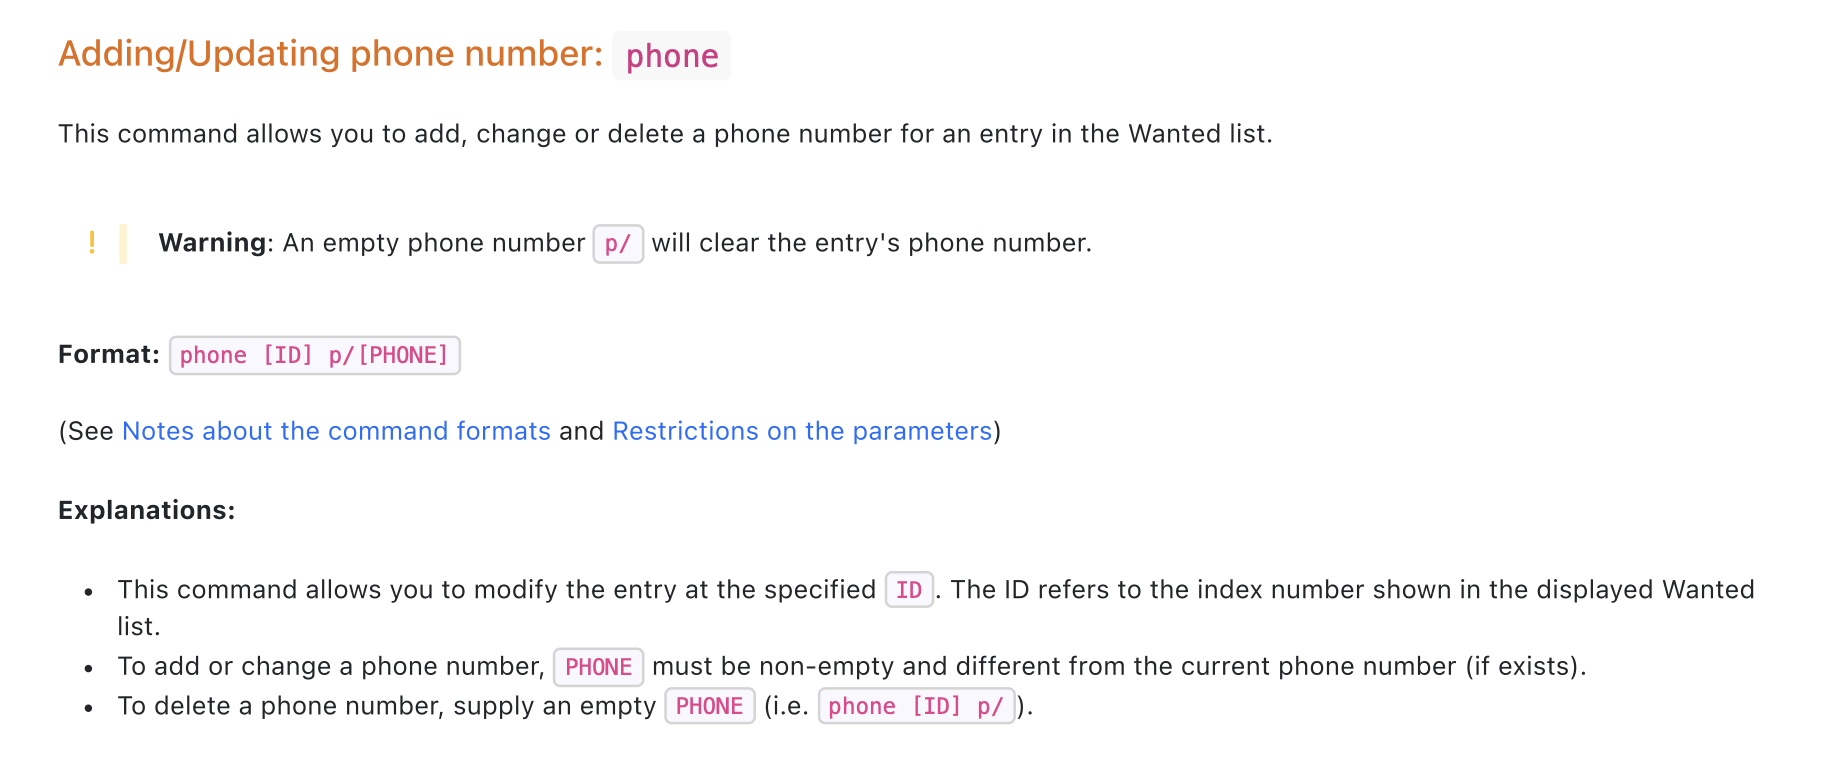 Adding/Updating phone number: phone
This command allows you to add, change or delete a phone number for an entry in the Wanted list.
! Warning: An empty phone number p/ will clear the entry's phone number.
Format: phone [ID] p/[PHONE]
(See Notes about the command formats and Restrictions on the parameters)
Explanations:
• This command allows you to modify the entry at the specified ID. The ID refers to the index number shown in the displayed Wanted
list.
• To add or change a phone number, PHONE must be non-empty and different from the current phone number (if exists).
• To delete a phone number, supply an empty PHONE (i.e. phone [ID] p/).